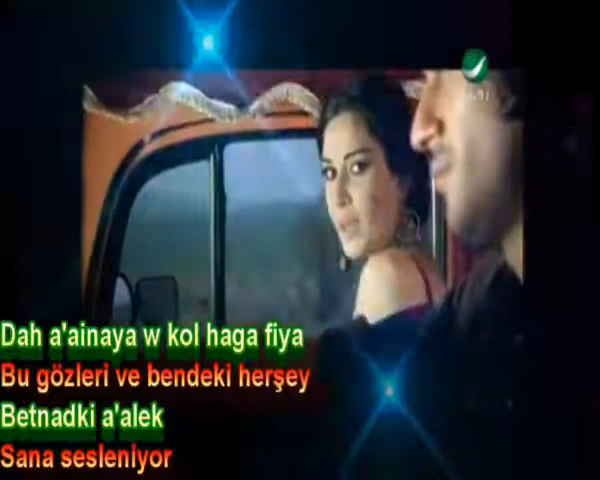 Dah a'ainaya w kol haga fiya
Bu gözleri ve bendeki herşey
Betnadki a'alek
Sana sesleniyor